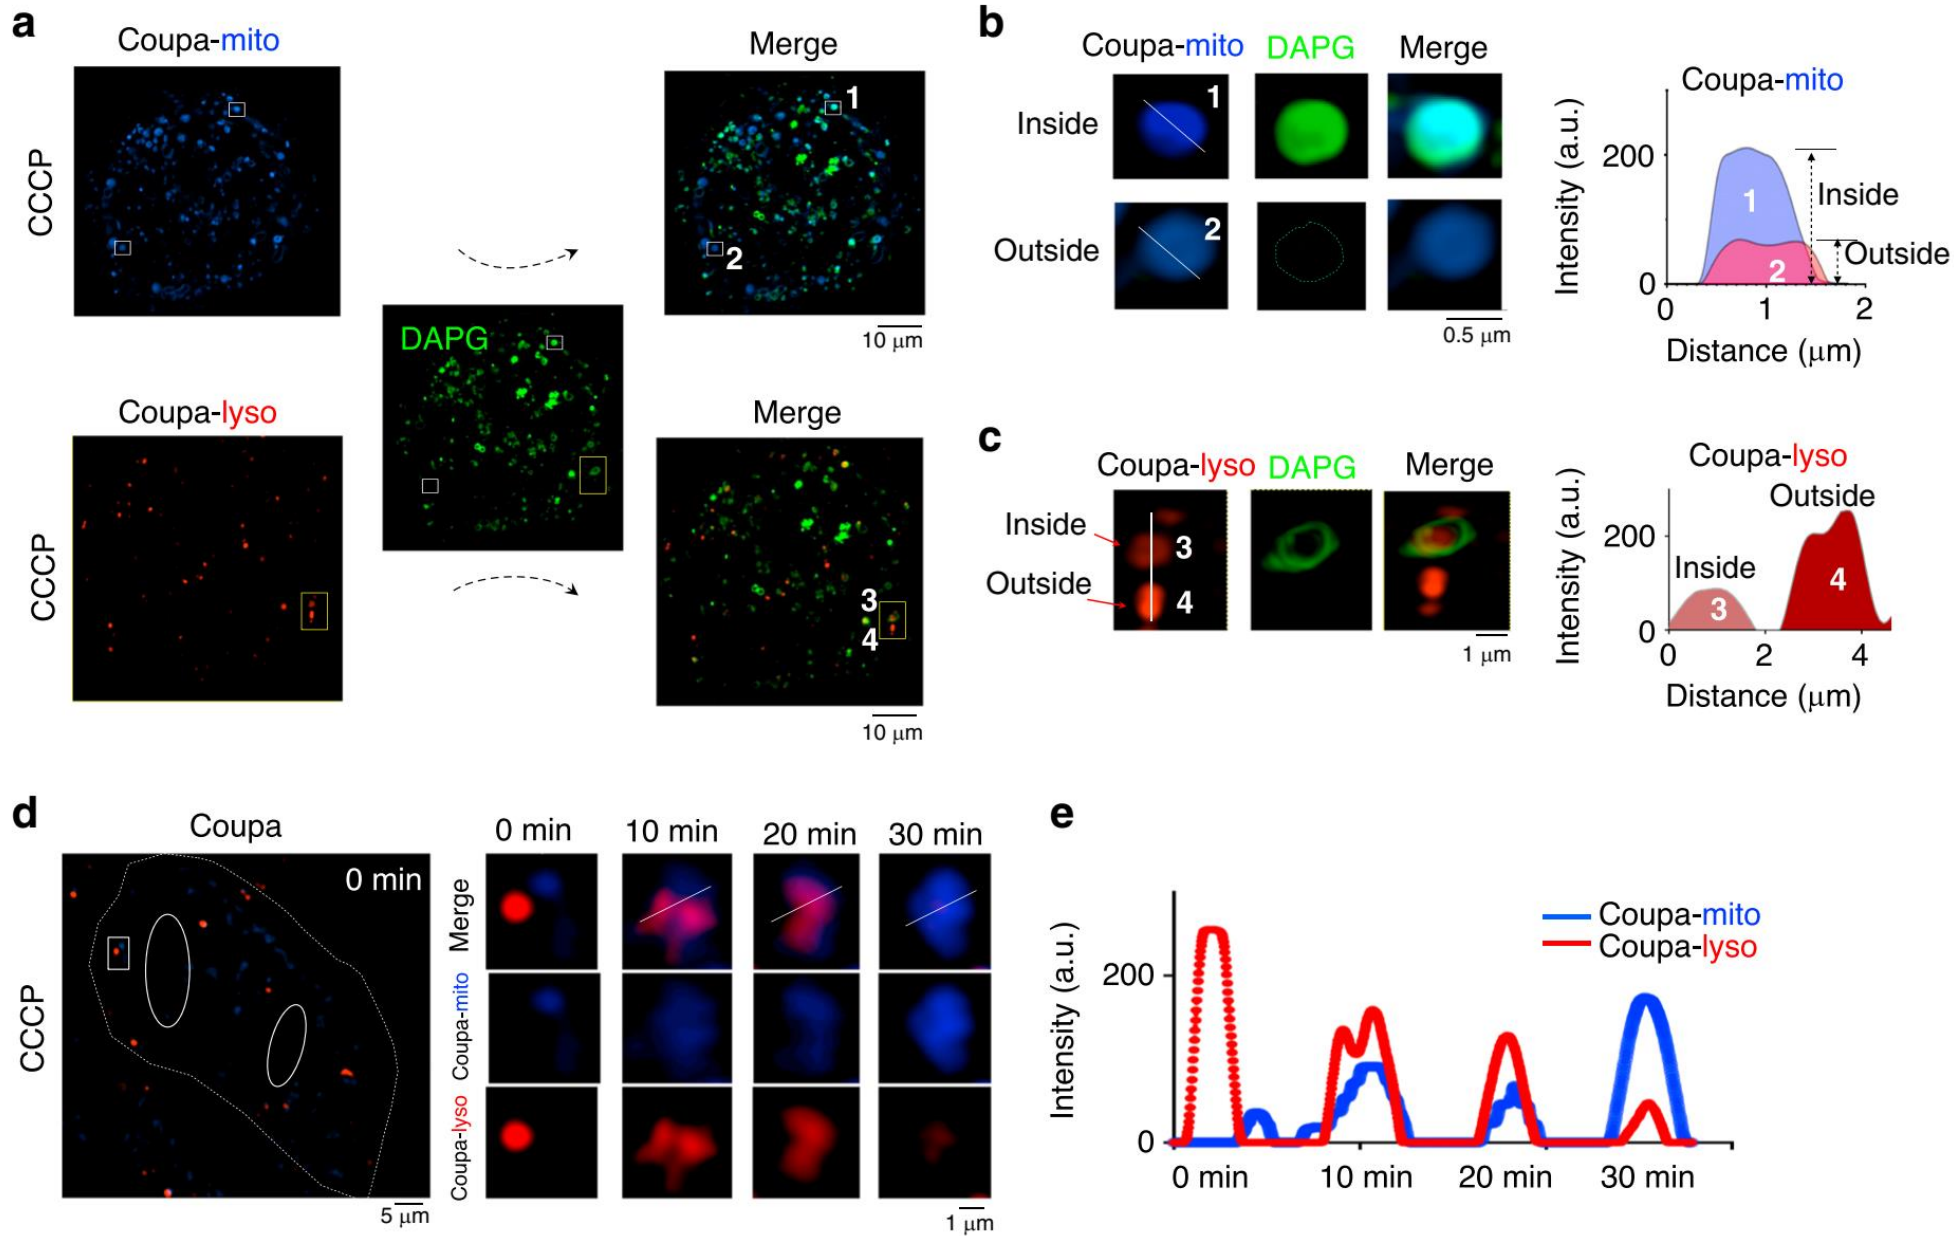 a
Coupa-mito
Merge
CCCP
1
2
10 μm
DAPG
Coupa-lyso
Merge
CCCP
3
4
10 μm
b
Coupa-mito DAPG Merge
Inside
1
Outside
2
0.5 μm
Coupa-mito
Intensity (a.u.)
200
0
1
2
Inside
Outside
0 1 2
Distance (μm)
c
Coupa-lyso DAPG Merge
Inside
3
Outside
4
1 μm
Coupa-lyso
Outside
Intensity (a.u.)
200
0
Inside
3
4
0 2 4
Distance (μm)
d
Coupa
0 min
CCCP
5 μm
0 min 10 min 20 min 30 min
Merge
Coupa-mito
Coupa-lyso
1 μm
e
Coupa-mito
Coupa-lyso
Intensity (a.u.)
200
0
0 min 10 min 20 min 30 min